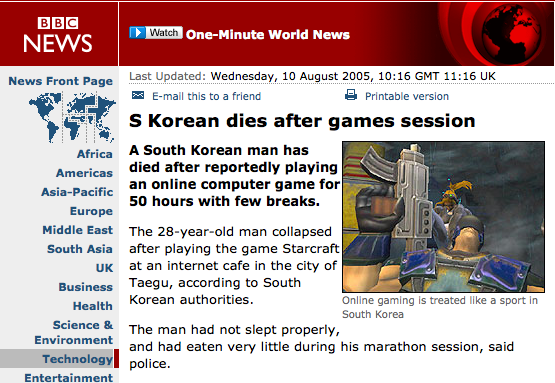 BBC
NEWS
Watch One-Minute World News
News Front Page
Africa
Americas
Asia-Pacific
Europe
Middle East
South Asia
UK
Business
Health
Science &
Environment
Technology
Entertainment
Last Updated: Wednesday, 10 August 2005, 10:16 GMT 11:16 UK
E-mail this to a friend
Printable version
S Korean dies after games session
A South Korean man has
died after reportedly playing
an online computer game for
50 hours with few breaks.
The 28-year-old man collapsed
after playing the game Starcraft
at an internet cafe in the city of
Taegu, according to South
Korean authorities.
Online gaming is treated like a sport in
South Korea
The man had not slept properly,
and had eaten very little during his marathon session, said
police.